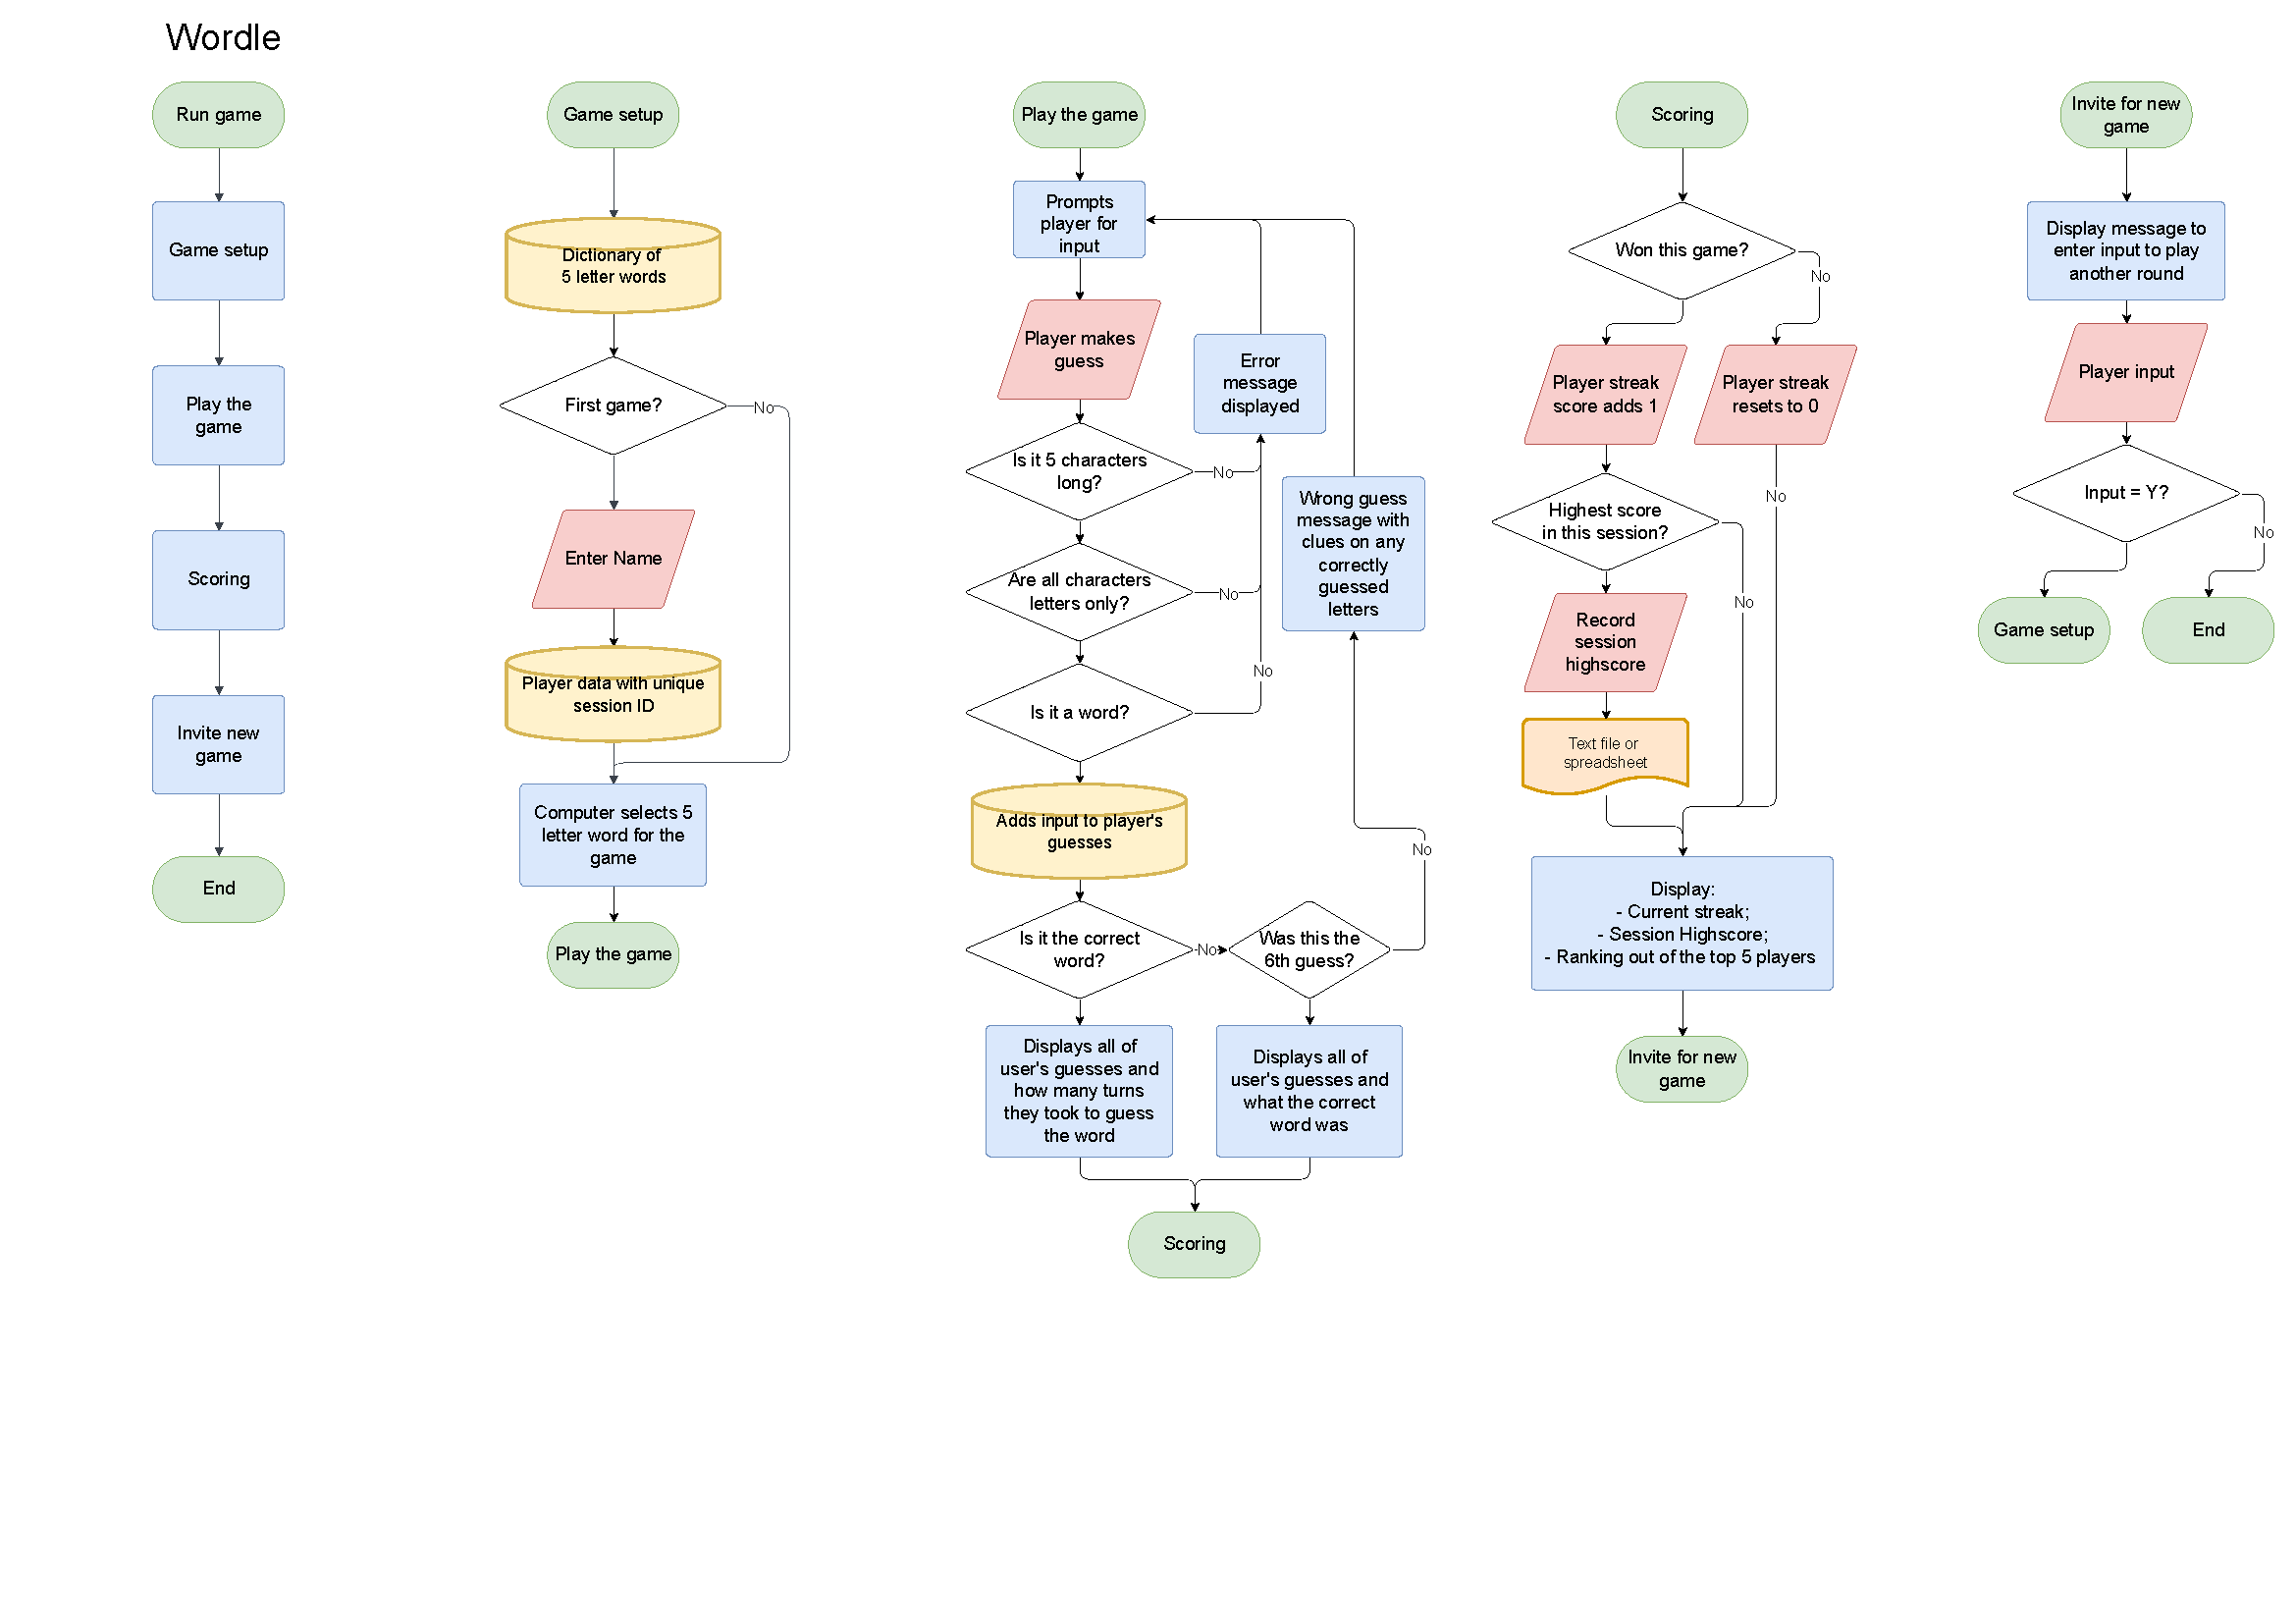 Wordle
Run game
Game setup
Play the
game
Scoring
Invite new
game
End
Game setup
Dictionary of
5 letter words
First game?
No
Enter Name
Player data with unique
session ID
Computer selects 5
letter word for the
game
Play the game
Play the game
Prompts
player for
input
Player makes
guess
Error
message
displayed
Is it 5 characters
long?
No
Wrong guess
message with
clues on any
correctly
guessed
letters
Are all characters
letters only?
No
Is it a word?
No
Adds input to player's
guesses
No
Is it the correct
word?
No
Was this the
6th guess?
Displays all of
user's guesses and
how many turns
they took to guess
the word
Displays all of
user's guesses and
what the correct
word was
Scoring
Scoring
Won this game?
No
Player streak
score adds 1
Player streak
resets to 0
No
Highest score
in this session?
No
Record
session
highscore
Text file or
spreadsheet
Display:
- Current streak;
- Session Highscore;
- Ranking out of the top 5 players
Invite for new
game
Invite for new
game
Display message to
enter input to play
another round
Player input
Input = Y?
No
Game setup
End